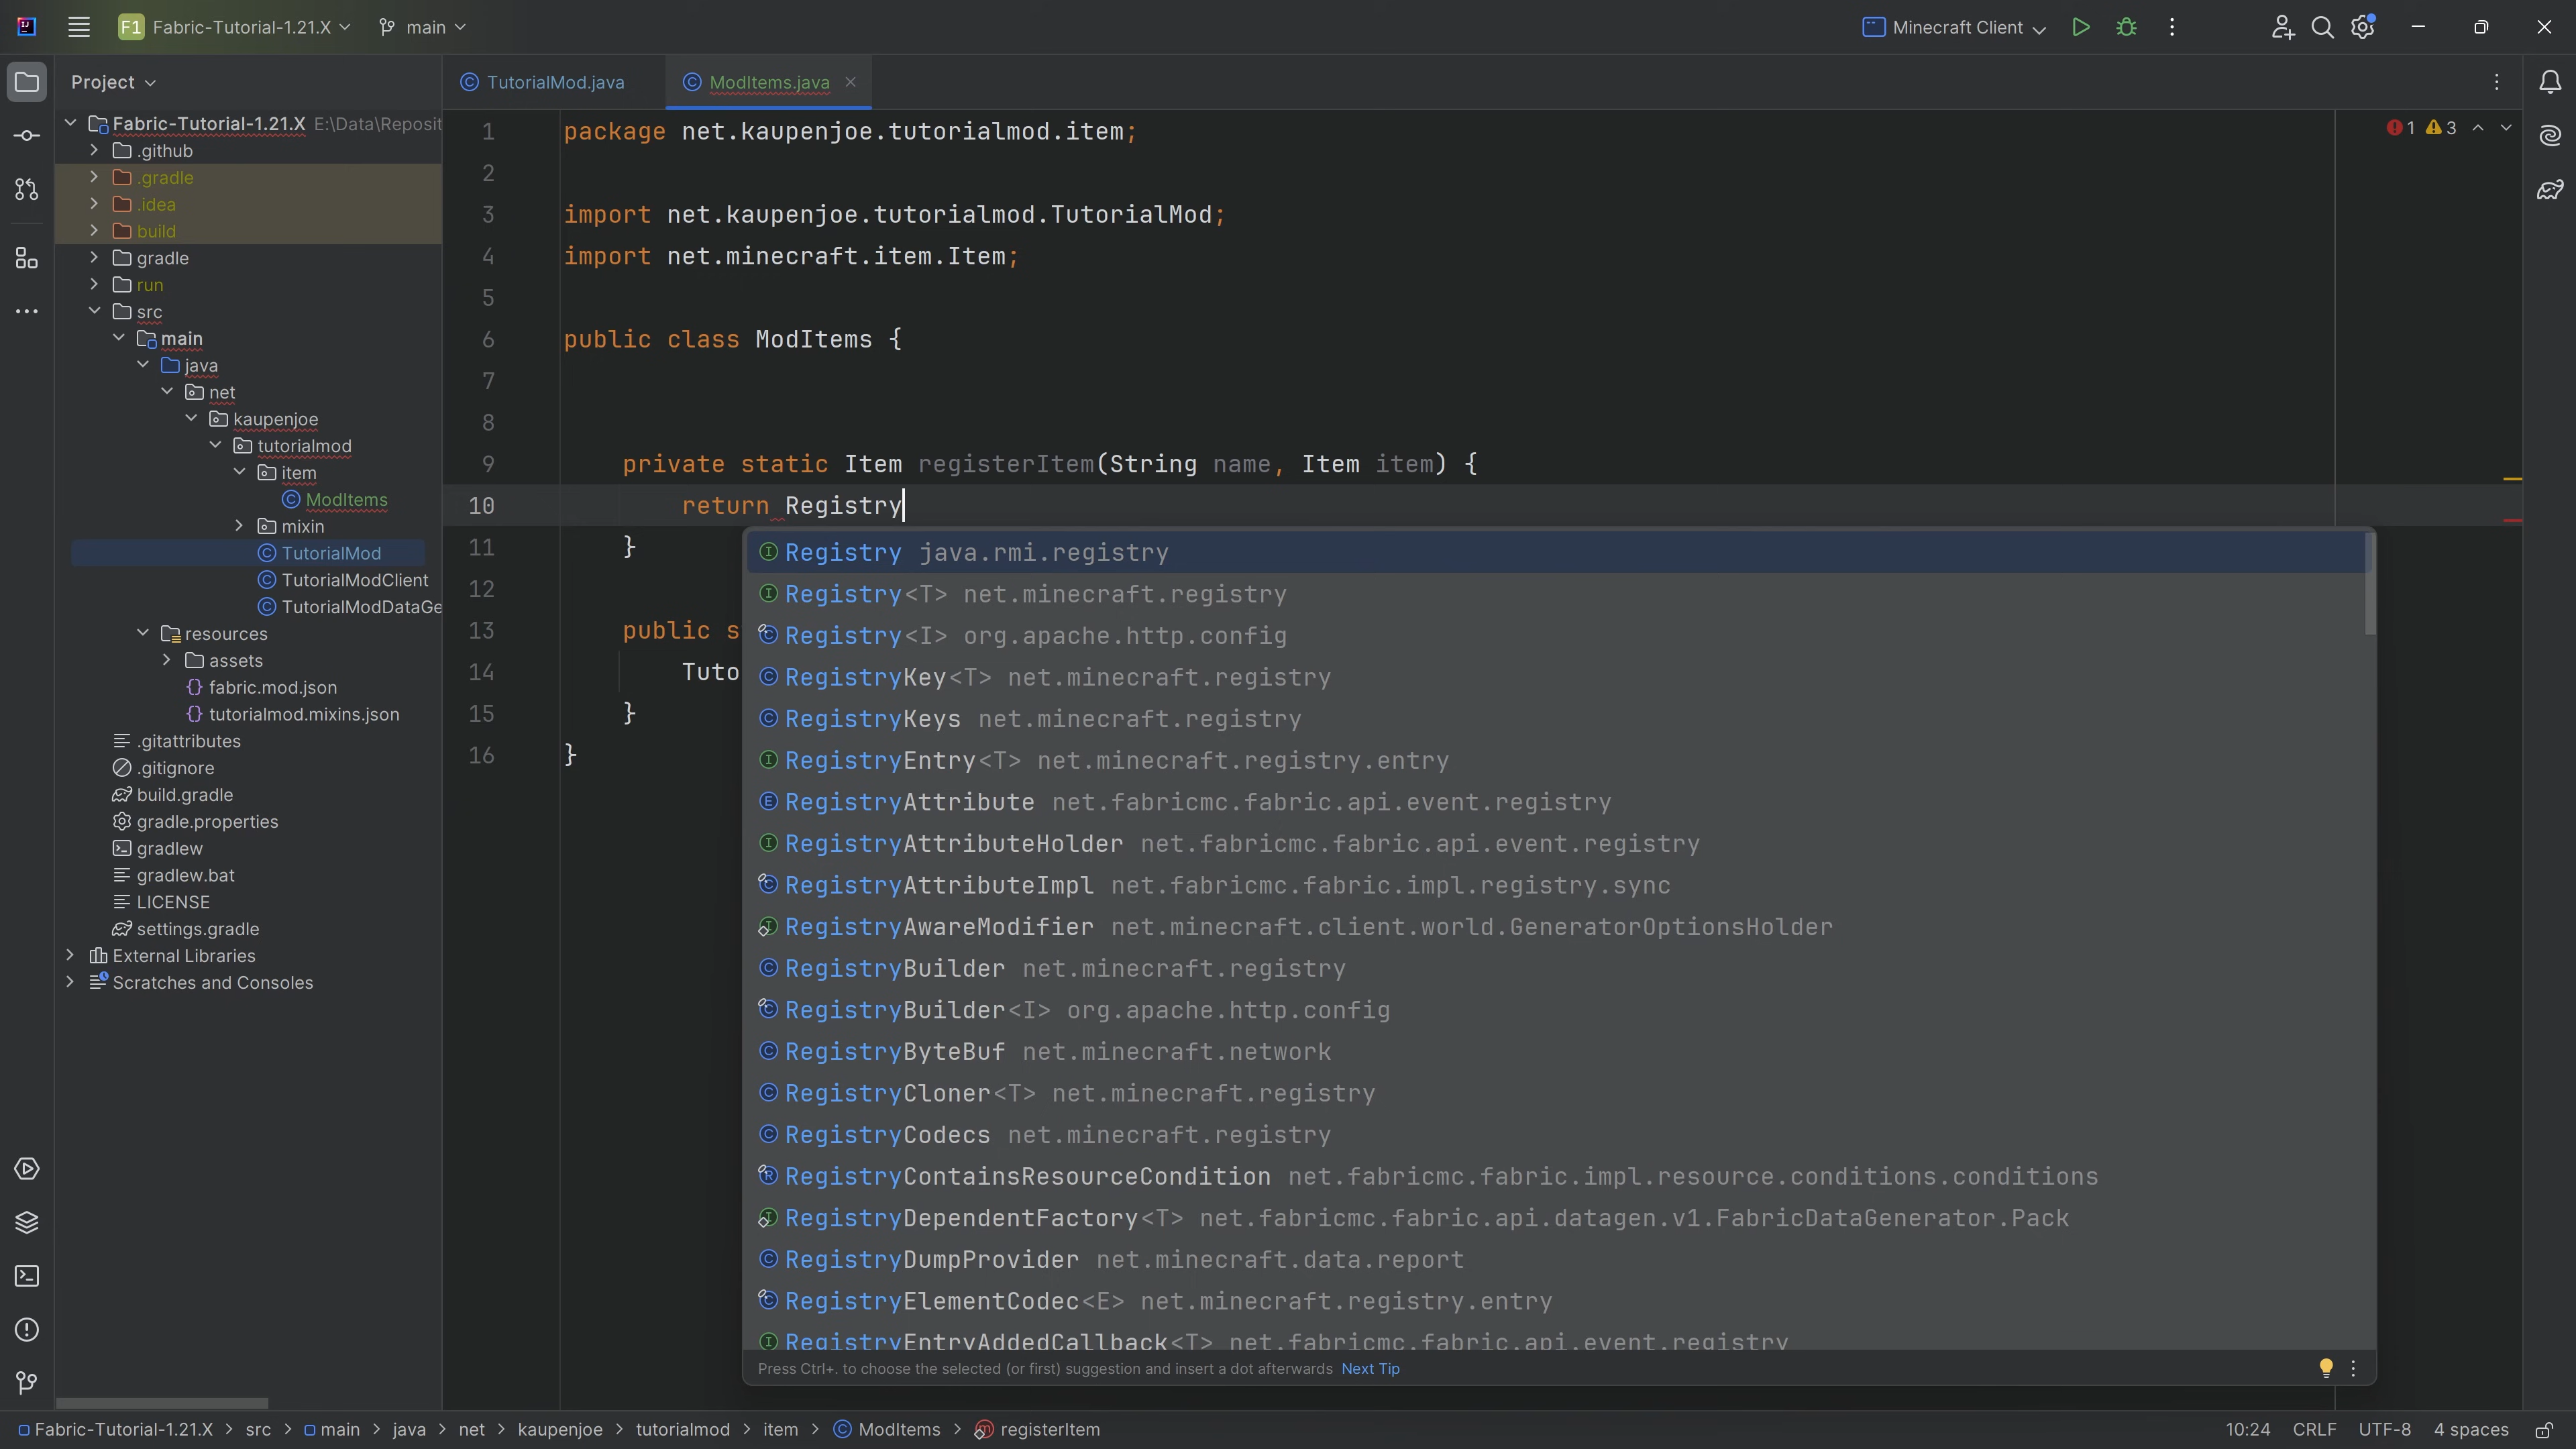 F1 Fabric-Tutorial-1.21.X main Minecraft Client
Project
TutorialMod.java ModItems.java
Fabric-Tutorial-1.21.X E:\Data\Reposit
.github
.gradle
.idea
build
gradle
run
src
main
java
net
kaupenjoe
tutorialmod
item
ModItems
mixin
TutorialMod
TutorialModClient
TutorialModDataGe
resources
assets
fabric.mod.json
tutorialmod.mixins.json
.gitattributes
.gitignore
build.gradle
gradle.properties
gradlew
gradlew.bat
LICENSE
settings.gradle
External Libraries
Scratches and Consoles
1 package net.kaupenjoe.tutorialmod.item;
1 3
2
3 import net.kaupenjoe.tutorialmod.TutorialMod;
4 import net.minecraft.item.Item;
5
6 public class ModItems {
7
8
9 private static Item registerItem(String name, Item item) {
10 return Registry
11 }
12
13 public s
14 Tuto
15 }
16 }
Registry java.rmi.registry
Registry<T> net.minecraft.registry
Registry<I> org.apache.http.config
RegistryKey<T> net.minecraft.registry
RegistryKeys net.minecraft.registry
RegistryEntry<T> net.minecraft.registry.entry
RegistryAttribute net.fabricmc.fabric.api.event.registry
RegistryAttributeHolder net.fabricmc.fabric.api.event.registry
RegistryAttributeImpl net.fabricmc.fabric.impl.registry.sync
RegistryAwareModifier net.minecraft.client.world.GeneratorOptionsHolder
RegistryBuilder net.minecraft.registry
RegistryBuilder<I> org.apache.http.config
RegistryByteBuf net.minecraft.network
RegistryCloner<T> net.minecraft.registry
RegistryCodecs net.minecraft.registry
RegistryContainsResourceCondition net.fabricmc.fabric.impl.resource.conditions.conditions
RegistryDependentFactory<T> net.fabricmc.fabric.api.datagen.v1.FabricDataGenerator.Pack
RegistryDumpProvider net.minecraft.data.report
RegistryElementCodec<E> net.minecraft.registry.entry
RegistryEntryAddedCallback<T> net.fabricmc.fabric.api.event.registry
Press Ctrl+. to choose the selected (or first) suggestion and insert a dot afterwards Next Tip
Fabric-Tutorial-1.21.X > src > main > java > net > kaupenjoe > tutorialmod > item > ModItems > registerItem 10:24 CRLF UTF-8 4 spaces